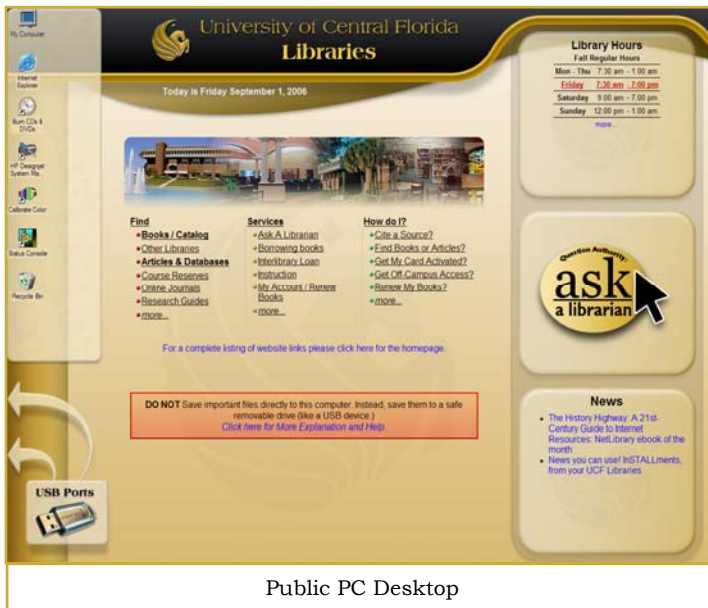 My Computer
Internet
Explorer
Burn CDs &
DVDs
HP Designjet
System Ma...
Calibrate Color
Status Console
Recycle Bin
University of Central Florida
Libraries
Today is Friday September 1, 2006
Find
Books / Catalog
Other Libraries
Articles & Databases
Course Reserves
Online Journals
Research Guides
more...
Services
Ask A Librarian
Borrowing books
Interlibrary Loan
Instruction
My Account / Renew
Books
more...
How do I?
Cite a Source?
Find Books or Articles?
Get My Card Activated?
Get Off-Campus Access?
Renew My Books?
more...
For a complete listing of website links please click here for the homepage.
DO NOT Save important files directly to this computer. Instead, save them to a safe
removable drive (like a USB device.)
Click here for More Explanation and Help.
USB Ports
Library Hours
Fall Regular Hours
Mon - Thu 7:30 am - 1:00 am
Friday 7:30 am - 7:00 pm
Saturday 9:00 am - 7:00 pm
Sunday 12:00 pm - 1:00 am
more...
Question Authority!
ask
a librarian
News
The History Highway: A 21st-
Century Guide to Internet
Resources: NetLibrary ebook of the
month
News you can use! InSTALLments,
from your UCF Libraries
Public PC Desktop